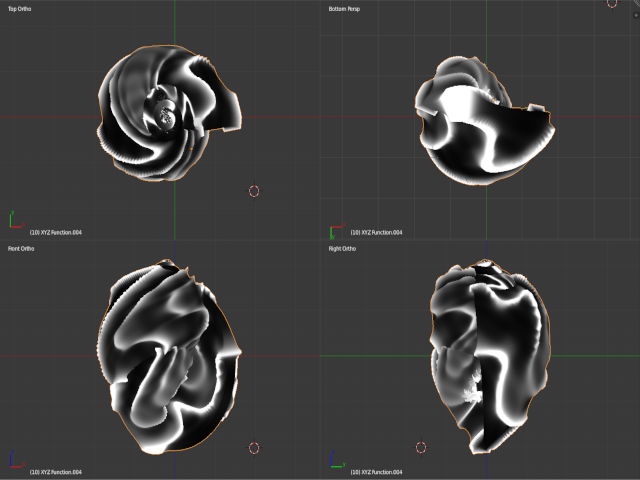 Top Ortho
Bottom Persp
(10) XYZ Function.004
(10) XYZ Function.004
Front Ortho
Right Ortho
(10) XYZ Function.004
(10) XYZ Function.004